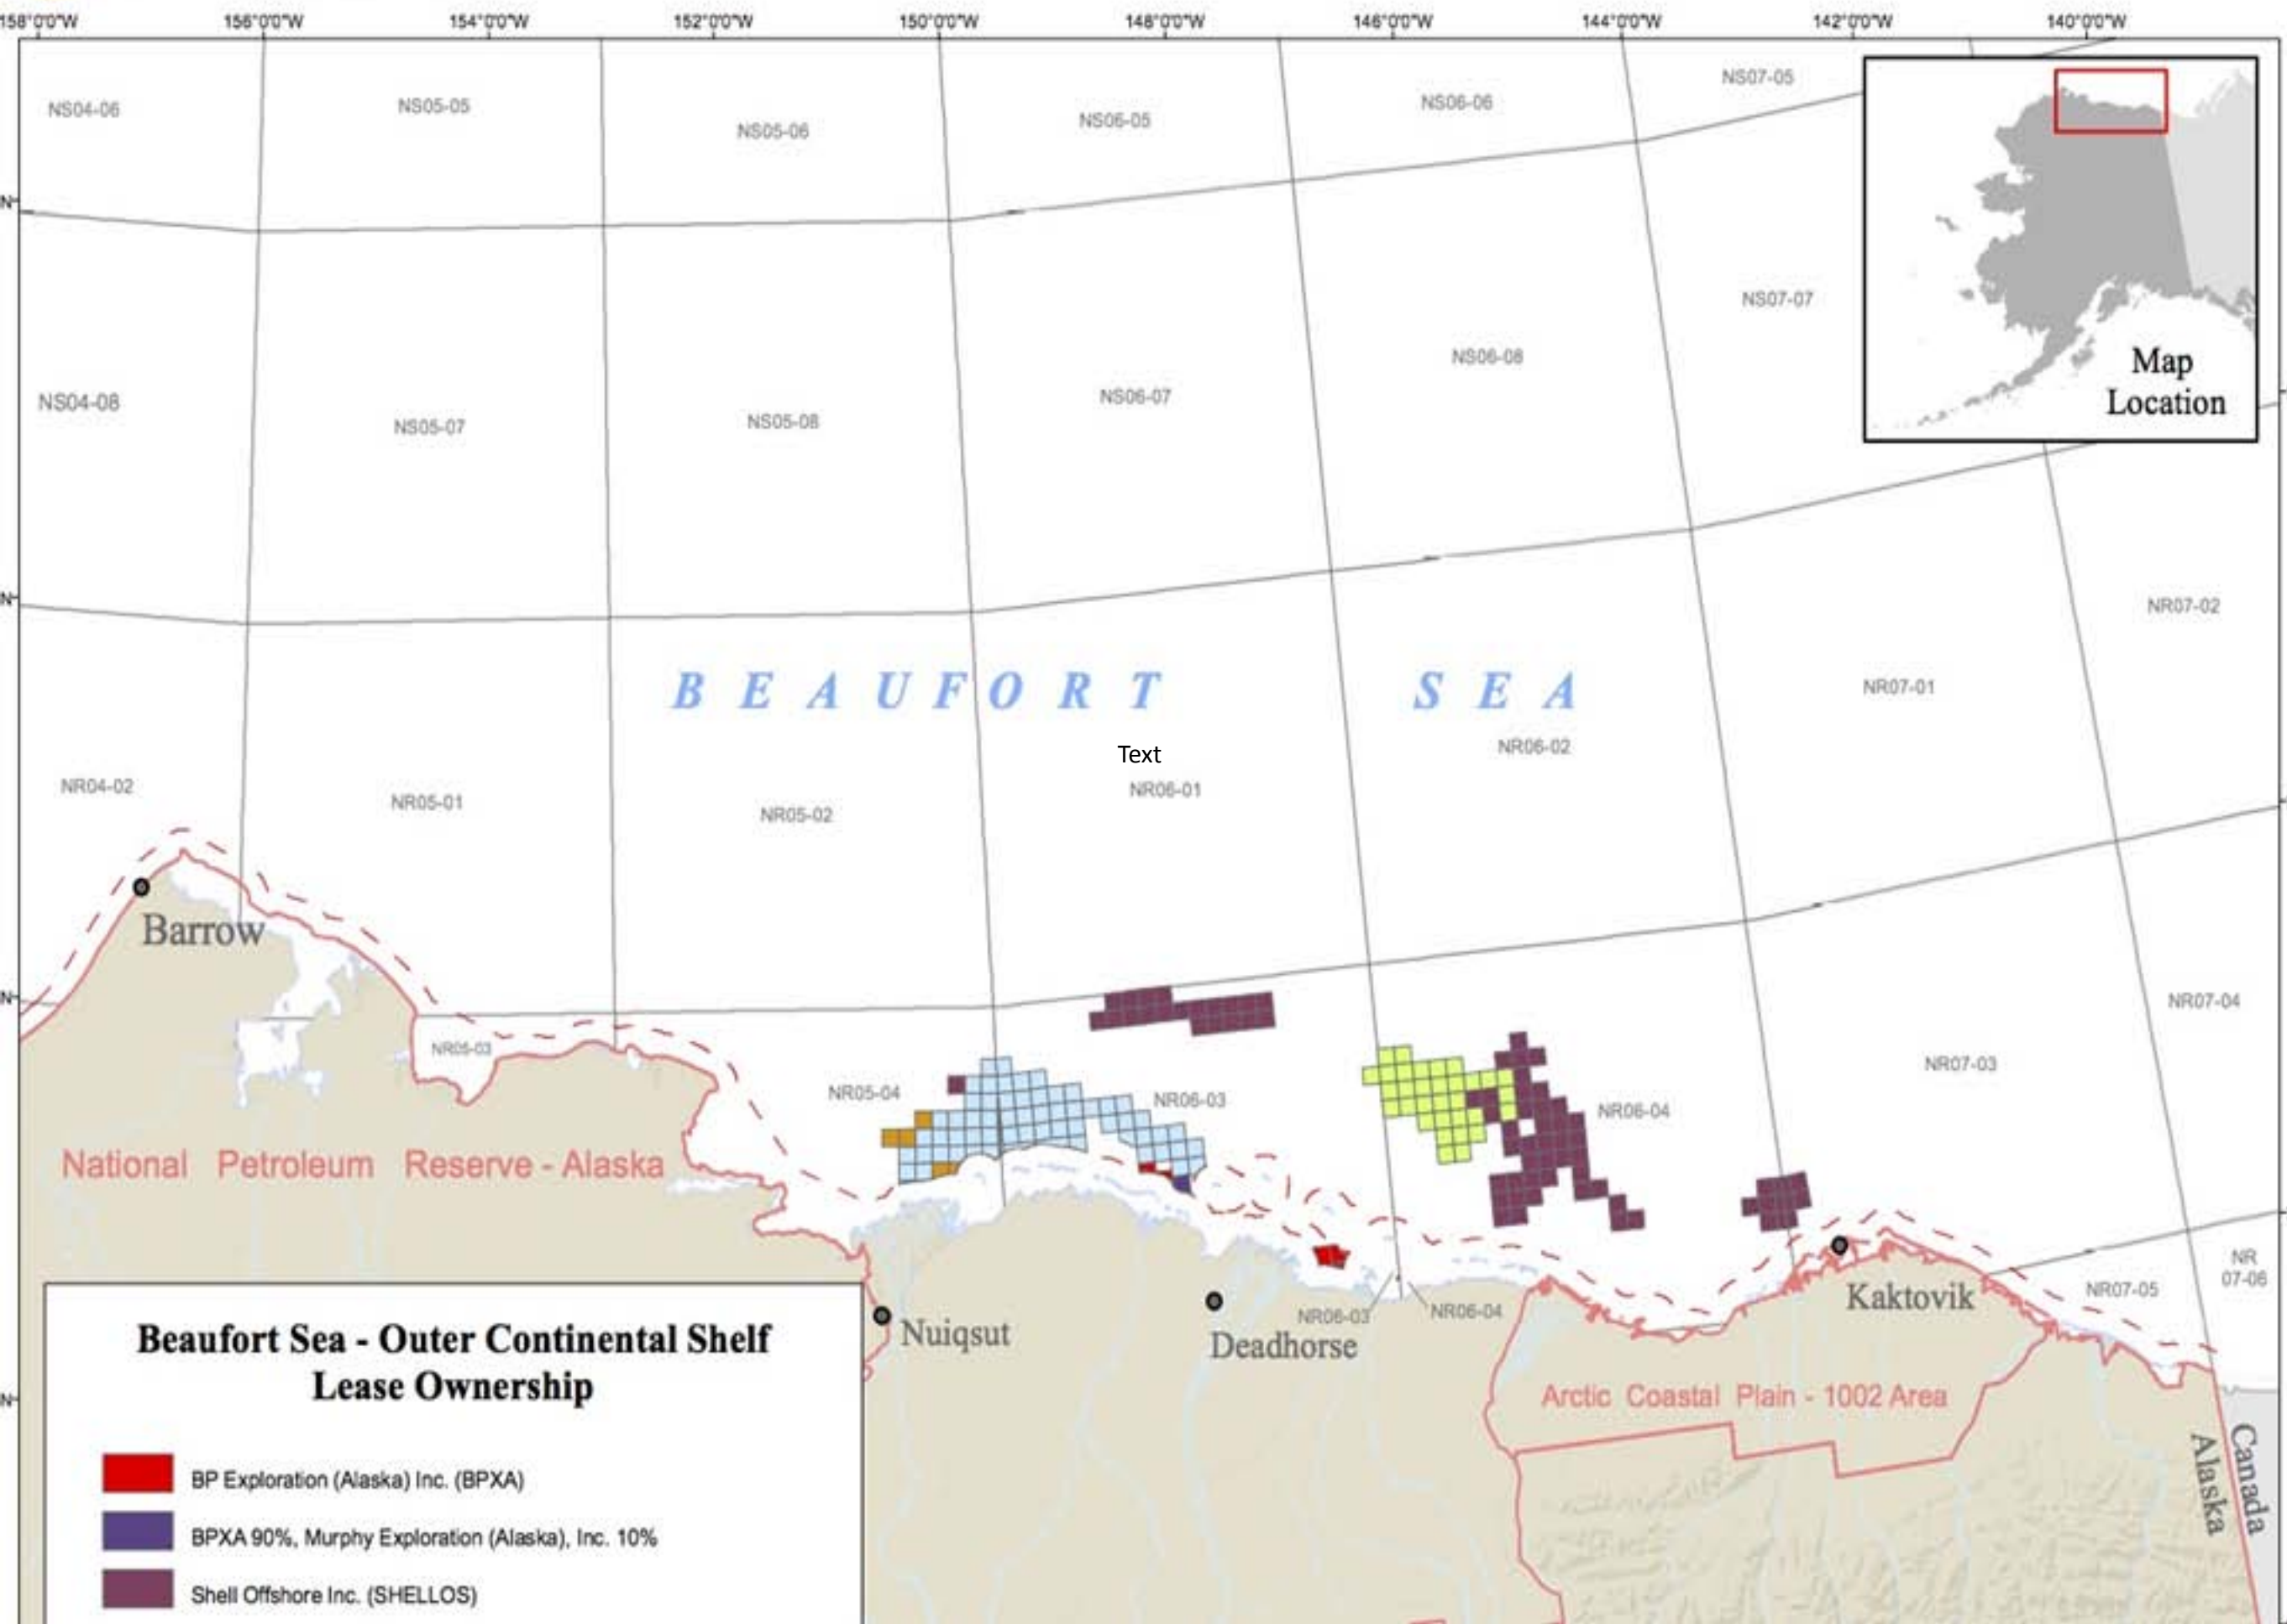 158°0'0"W 156°0'0"W 154°0'0"W 152°0'0"W 150°0'0"W 148°0'0"W 146°0'0"W 144°0'0"W 142°0'0"W 140°0'0"W
NS04-06 NS05-05 NS05-06 NS06-05 NS06-06 NS07-05
N
NS04-08 NS05-07 NS05-08 NS06-07 NS06-08 NS07-07
Map
Location
N
BEAUFORT SEA
Text
NR04-02 NR05-01 NR05-02 NR06-01 NR06-02 NR07-01 NR07-02
Barrow
N
NR05-03 NR05-04 NR06-03 NR06-04 NR07-03 NR07-04
National Petroleum Reserve - Alaska
NR06-03 NR06-04 NR07-05
NR
07-06
Nuiqsut
Deadhorse
Kaktovik
N
Arctic Coastal Plain - 1002 Area
Alaska
Canada
Beaufort Sea - Outer Continental Shelf
Lease Ownership
BP Exploration (Alaska) Inc. (BPXA)
BPXA 90%, Murphy Exploration (Alaska), Inc. 10%
Shell Offshore Inc. (SHELLOS)